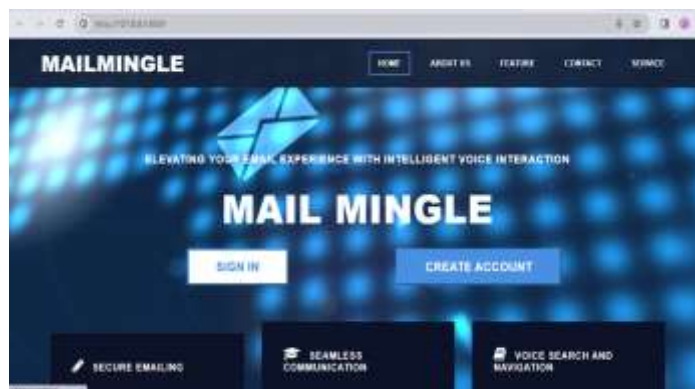 MAILMINGLE
HOME
ABOUT US
FEATURE
CONTACT
SERVICE
ELEVATING YOUR EMAIL EXPERIENCE WITH INTELLIGENT VOICE INTERACTION
MAIL MINGLE
SIGN IN
CREATE ACCOUNT
SECURE EMAILING
SEAMLESS
COMMUNICATION
VOICE SEARCH AND
NAVIGATION